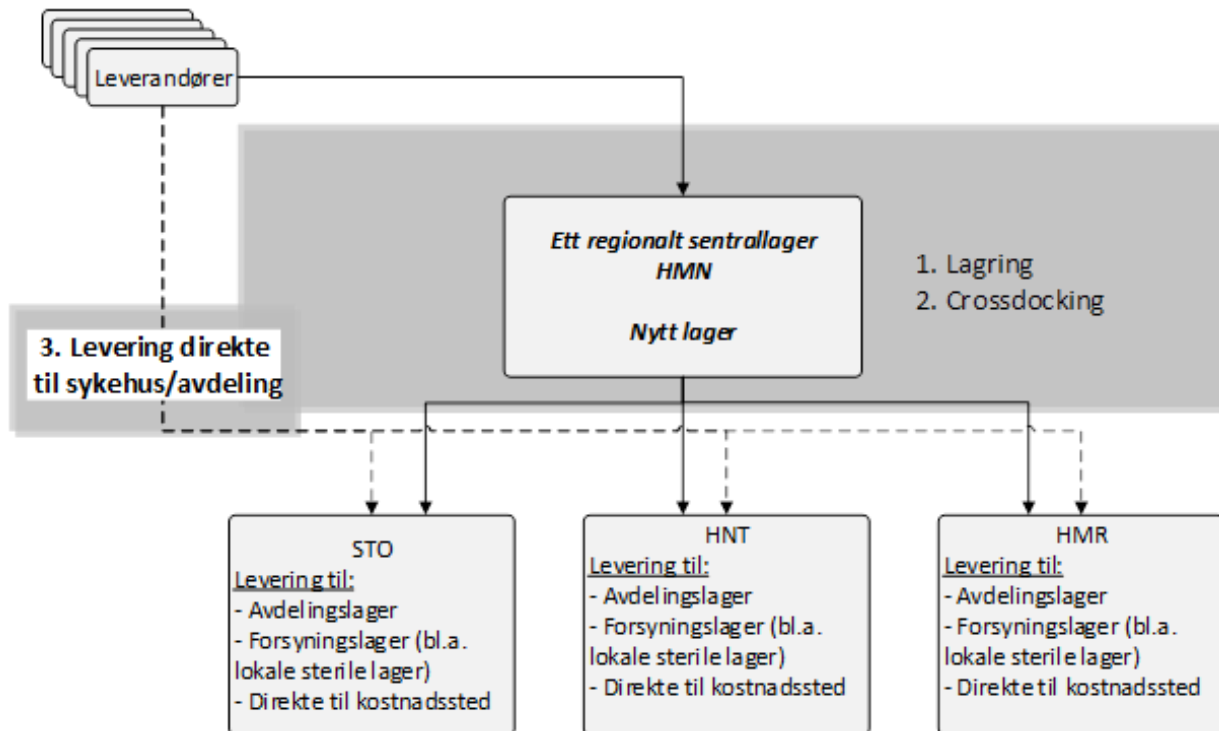 Leverandører
Ett regionalt sentrallager
HMN
Nytt lager
1. Lagring
2. Crossdocking
3. Levering direkte
til sykehus/avdeling
STO
Levering til:
- Avdelingslager
- Forsyningslager (bl.a.
lokale sterile lager)
- Direkte til kostnadssted
HNT
Levering til:
- Avdelingslager
- Forsyningslager (bl.a.
lokale sterile lager)
- Direkte til kostnadssted
HMR
Levering til:
- Avdelingslager
- Forsyningslager (bl.a.
lokale sterile lager)
- Direkte til kostnadssted